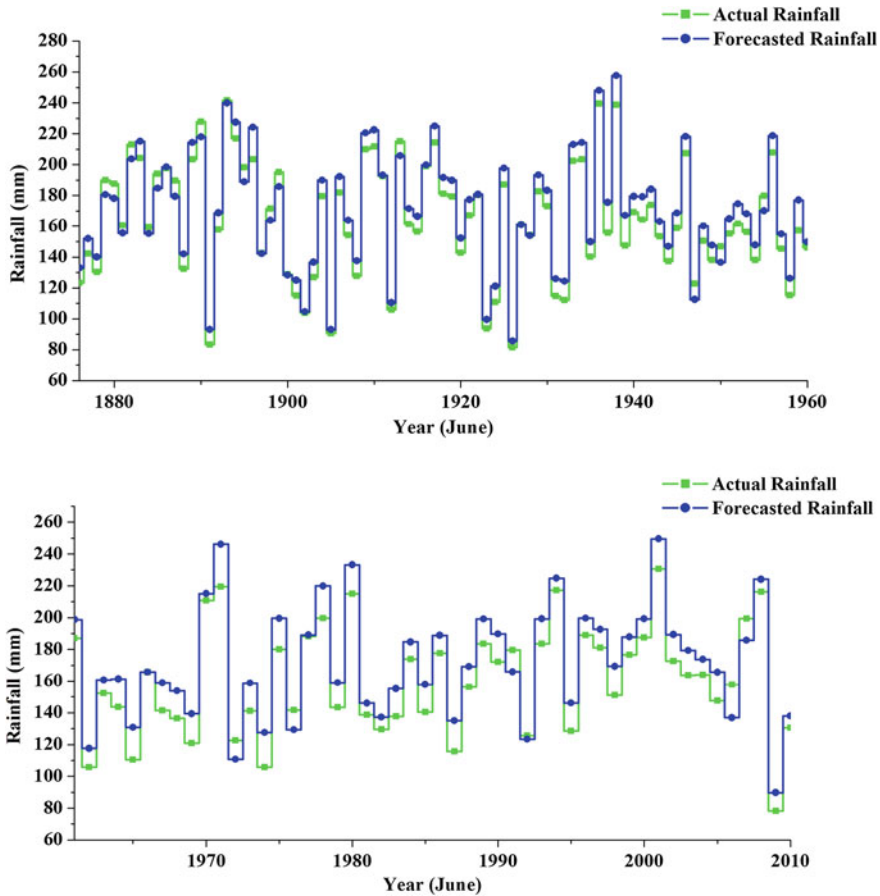 Actual Rainfall
Forecasted Rainfall
280
260
240
220
200
180
160
140
120
100
80
60
Rainfall (mm)
1880 1900 1920 1940 1960
Year (June)
Actual Rainfall
Forecasted Rainfall
260
240
220
200
180
160
140
120
100
80
60
Rainfall (mm)
1970 1980 1990 2000 2010
Year (June)